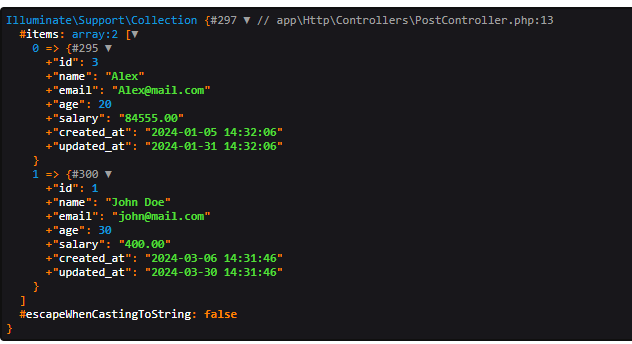 Illuminate\Support\Collection {#297 ▼ // app\Http\Controllers\PostController.php:13
#items: array:2 [▼
0 => {#295 ▼
+"id": 3
+"name": "Alex"
+"email": "Alex@mail.com"
+"age": 20
+"salary": "84555.00"
+"created_at": "2024-01-05 14:32:06"
+"updated_at": "2024-01-31 14:32:06"
}
1 => {#300 ▼
+"id": 1
+"name": "John Doe"
+"email": "john@mail.com"
+"age": 30
+"salary": "400.00"
+"created_at": "2024-03-06 14:31:46"
+"updated_at": "2024-03-30 14:31:46"
}
]
#escapeWhenCastingToString: false
}